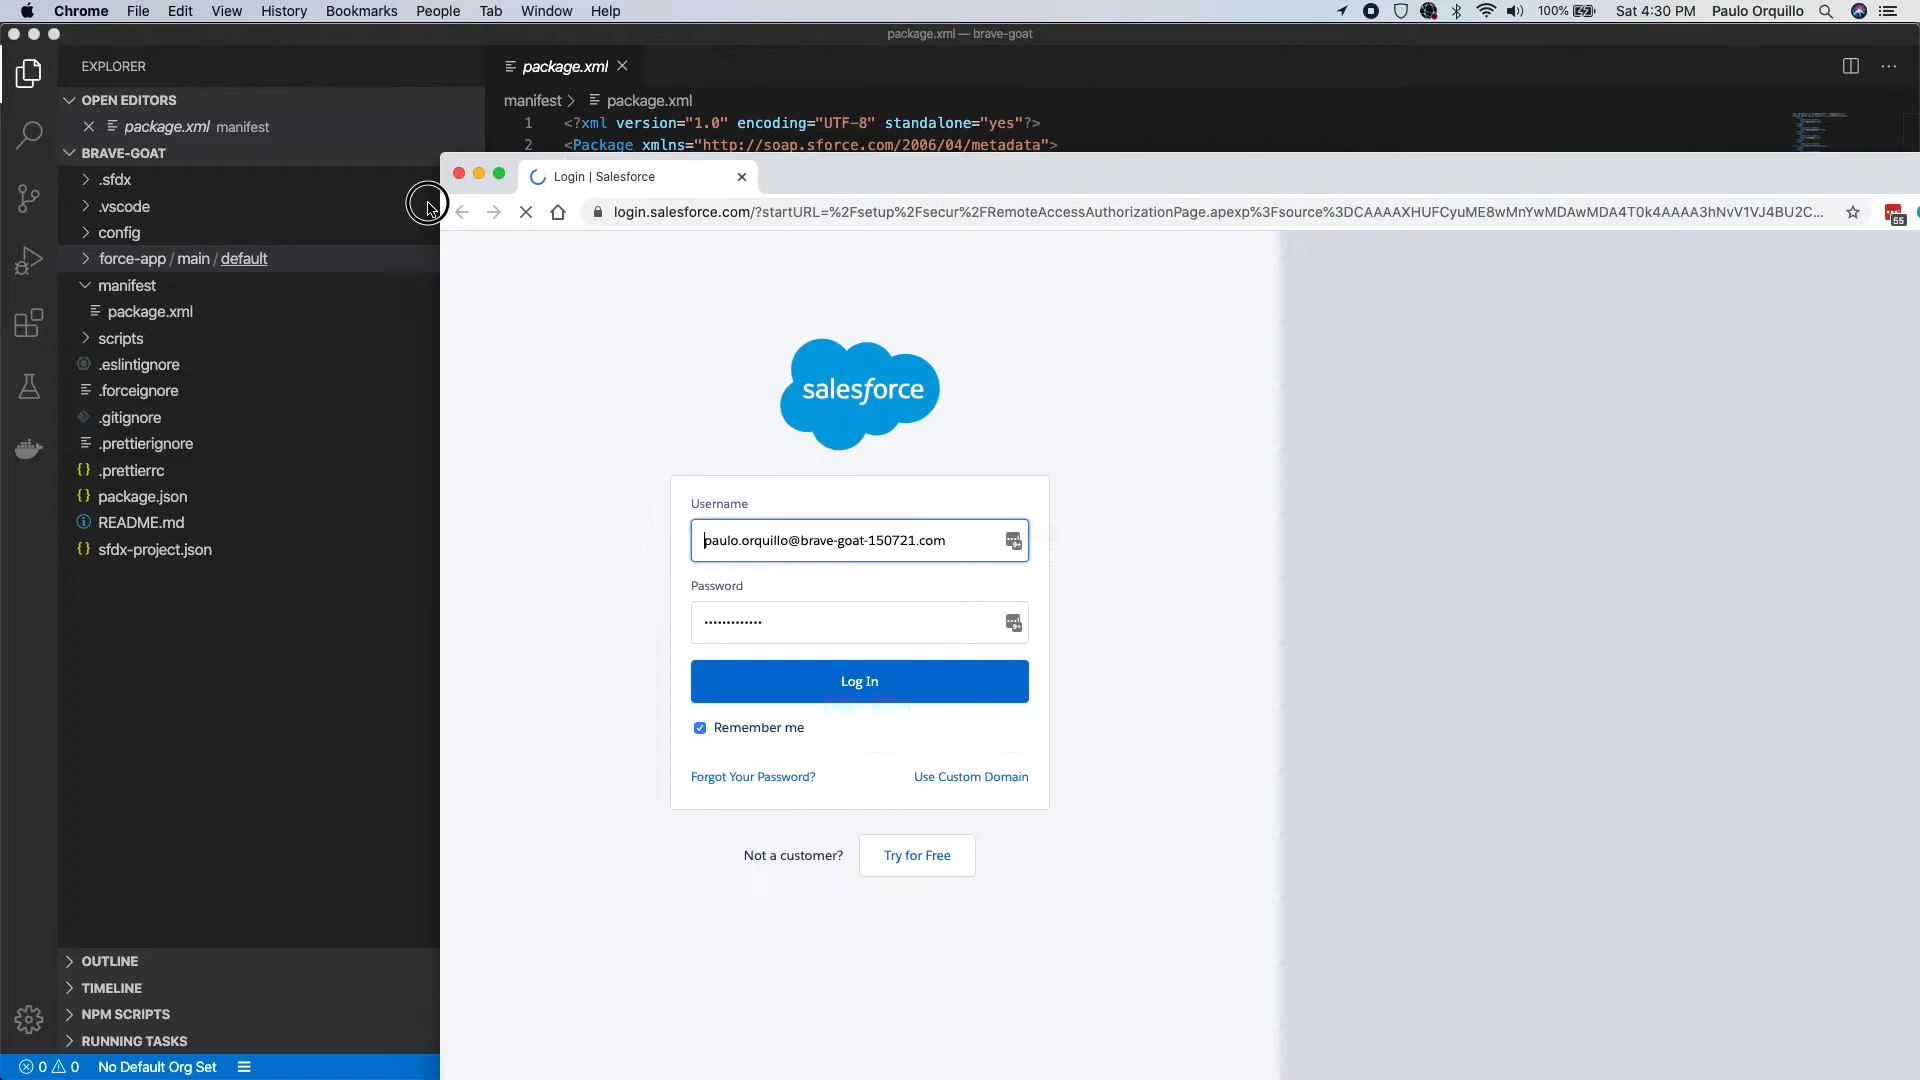 Chrome File Edit View History Bookmarks People Tab Window Help 100% Sat 4:30 PM Paulo Orquillo
package.xml — brave-goat
EXPLORER
package.xml
OPEN EDITORS
manifest > package.xml
package.xml manifest
1 <?xml version="1.0" encoding="UTF-8" standalone="yes"?>
2 <Package xmlns="http://soap.sforce.com/2006/04/metadata">
BRAVE-GOAT
.sfdx
.vscode
config
force-app / main / default
manifest
package.xml
scripts
.eslintignore
.forceignore
.gitignore
.prettierignore
.prettierrc
package.json
README.md
sfdx-project.json
OUTLINE
TIMELINE
NPM SCRIPTS
RUNNING TASKS
0 0 No Default Org Set
Login | Salesforce
login.salesforce.com/?startURL=%2Fsetup%2Fsecur%2FRemoteAccessAuthorizationPage.apexp%3Fsource%3DCAAAAXHUFCyuME8wMnYwMDAwMDA4T0k4AAAA3hNvV1VJ4BU2C...
55
salesforce
Username
paulo.orquillo@brave-goat-150721.com
Password
•••••••••••••
Log In
Remember me
Forgot Your Password? Use Custom Domain
Not a customer? Try for Free